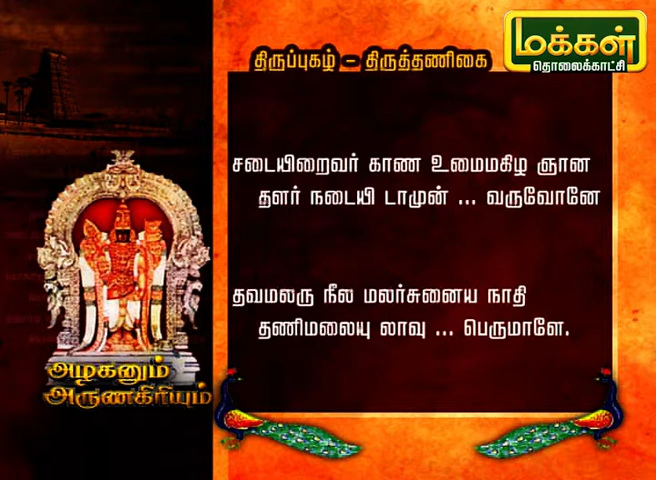 மக்கள்
தொலைக்காட்சி
திருப்புகழ் - திருத்தணிகை
சடையிறைவர் காண உமைமகிழ ஞான
தளர் நடையி டாமுன் ... வருவோனே
தவமலரு நீல மலர்சுனைய நாதி
தணிமலையு லாவு ... பெருமாளே.
அழகனும்
அருணகிரியும்